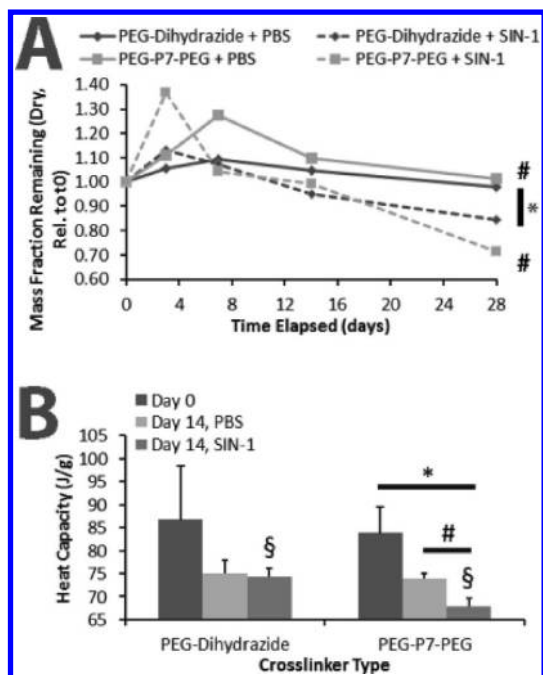 A
PEG-Dihydrazide + PBS
PEG-Dihydrazide + SIN-1
PEG-P7-PEG + PBS
PEG-P7-PEG + SIN-1
Mass Fraction Remaining (Dry,
Rel. to t0)
1.40
1.30
1.20
1.10
1.00
0.90
0.80
0.70
0.60
#
*
#
0 4 8 12 16 20 24 28
Time Elapsed (days)
B
Day 0
Day 14, PBS
Day 14, SIN-1
Heat Capacity (J/g)
105
100
95
90
85
80
75
70
65
*
#
§
§
PEG-Dihydrazide PEG-P7-PEG
Crosslinker Type